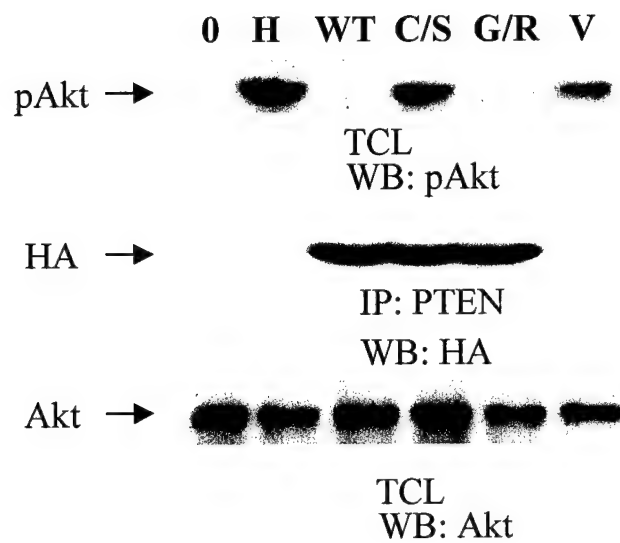 0 H WT C/S G/R V
pAkt
TCL
WB: pAkt
HA
IP: PTEN
WB: HA
Akt
TCL
WB: Akt